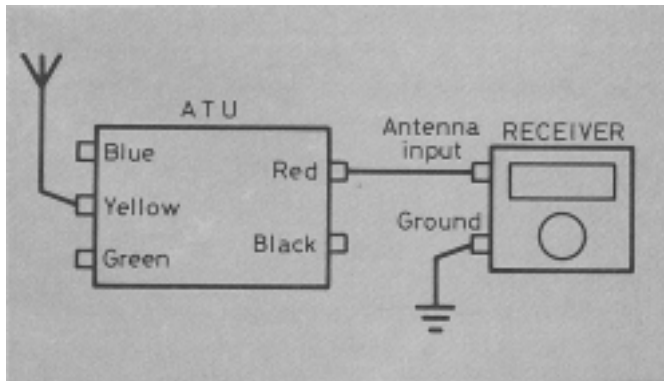 ATU
Blue
Yellow
Green
Red
Black
Antenna
input
Ground
RECEIVER